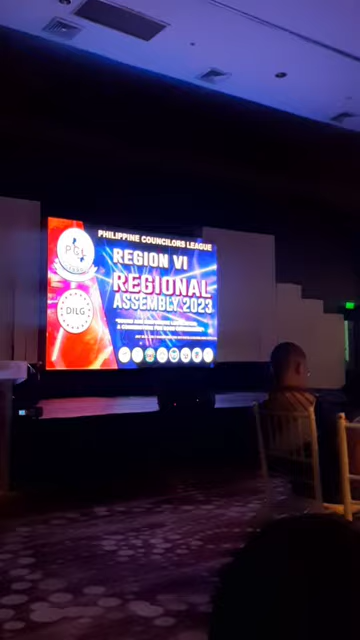 PHILIPPINE COUNCILORS LEAGUE
PCL
REGION VI
REGIONAL
ASSEMBLY 2023
DILG